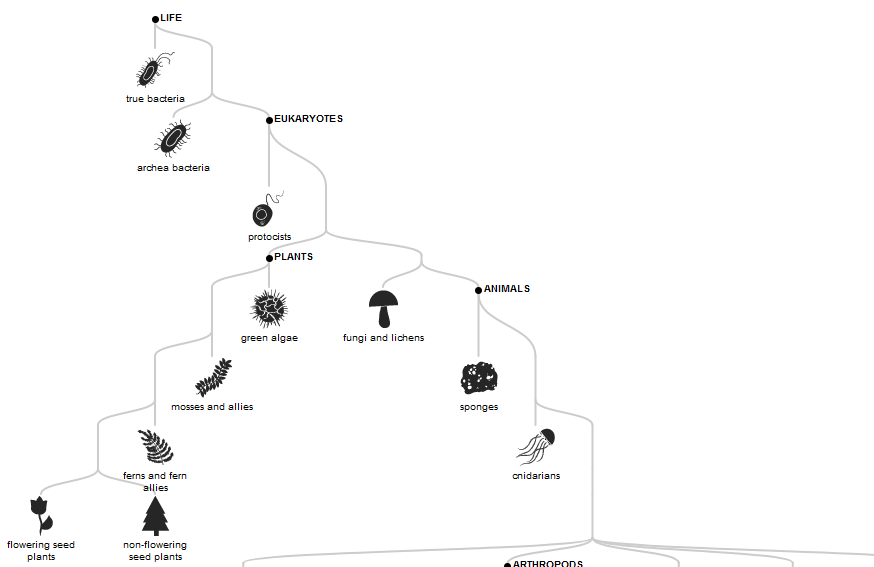 LIFE
true bacteria
EUKARYOTES
archea bacteria
protocists
PLANTS
ANIMALS
green algae
fungi and lichens
mosses and allies
sponges
ferns and fern
allies
cnidarians
flowering seed
plants
non-flowering
seed plants
ARTHROPODS